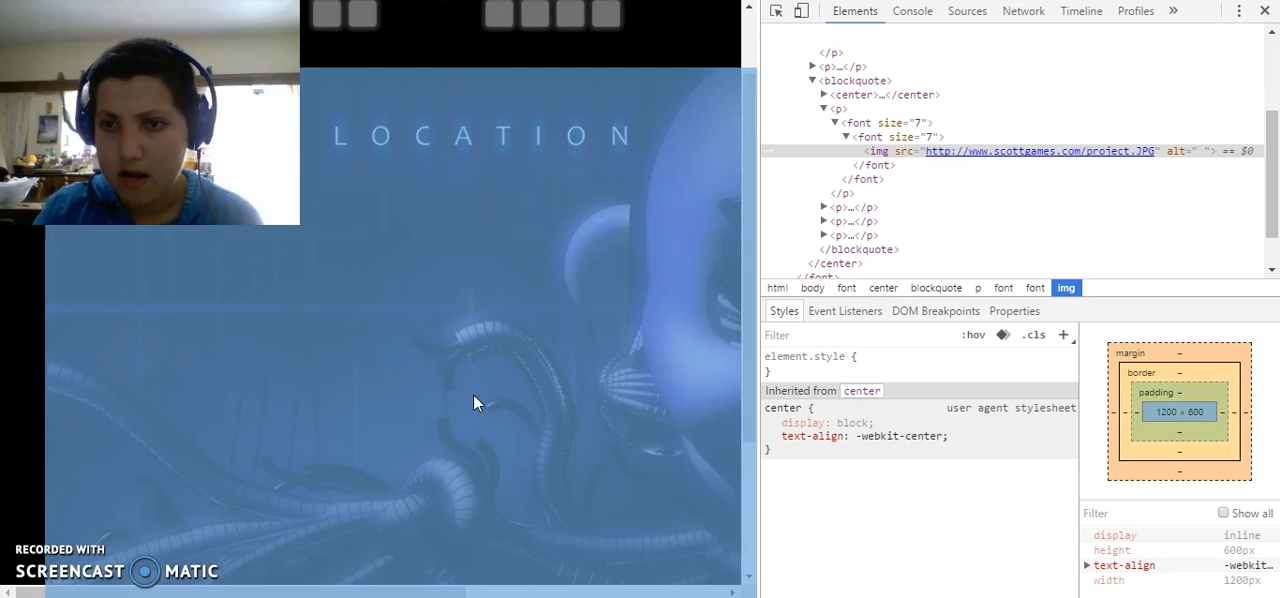 Elements Console Sources Network Timeline Profiles »
</p>
<p>…</p>
<blockquote>
<center>…</center>
<p>
<font size="7">
<font size="7">
<img src="http://www.scottgames.com/project.JPG" alt=" "> == $0
</font>
</font>
</p>
<p>…</p>
<p>…</p>
<p>…</p>
</blockquote>
</center>
</font>
html body font center blockquote p font font img
Styles Event Listeners DOM Breakpoints Properties
Filter :hov .cls +
element.style {
}
Inherited from center
center { user agent stylesheet
display: block;
text-align: -webkit-center;
}
margin -
border -
padding -
- - - 1200 × 600 - - -
-
-
-
Filter Show all
display inline
height 600px
text-align -webkit…
width 1200px
LOCATION
RECORDED WITH
SCREENCAST MATIC